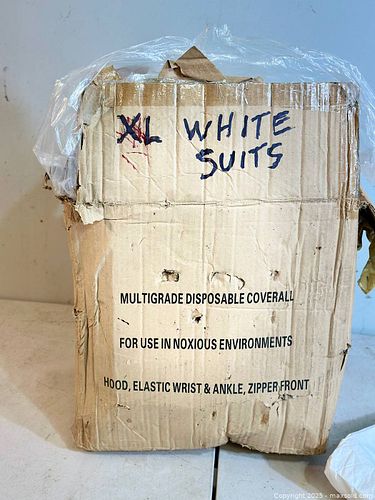 XL WHITE
SUITS
MULTIGRADE DISPOSABLE COVERALL
FOR USE IN NOXIOUS ENVIRONMENTS
HOOD, ELASTIC WRIST & ANKLE, ZIPPER FRONT
Copyright 2025 - maxsold.com